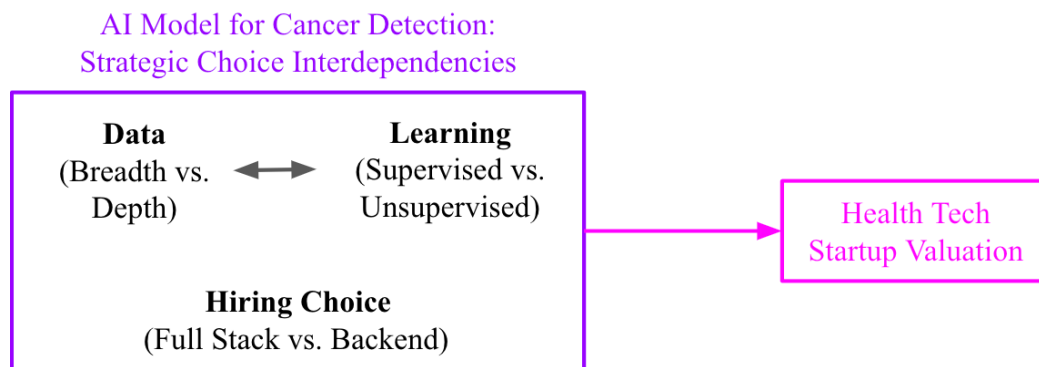 AI Model for Cancer Detection:
Strategic Choice Interdependencies
Data
(Breadth vs.
Depth)
Learning
(Supervised vs.
Unsupervised)
Hiring Choice
(Full Stack vs. Backend)
Health Tech
Startup Valuation